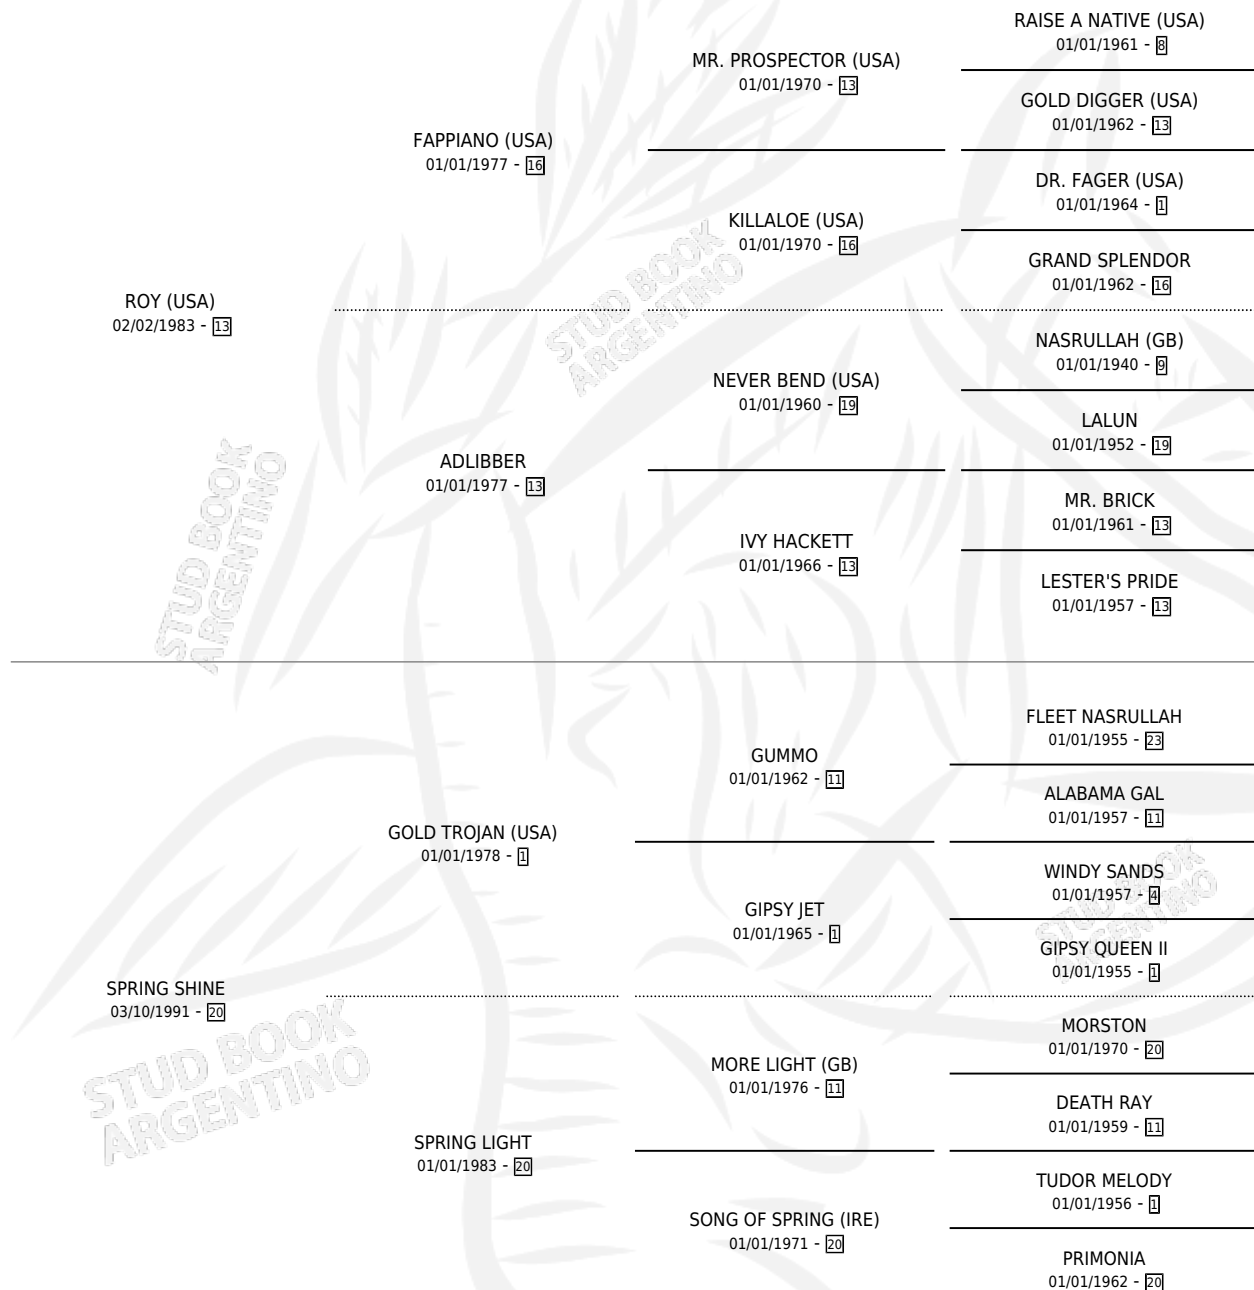 RAISE A NATIVE (USA)
01/01/1961 - 8
MR. PROSPECTOR (USA)
01/01/1970 - 13
GOLD DIGGER (USA)
01/01/1962 - 13
FAPPIANO (USA)
01/01/1977 - 16
DR. FAGER (USA)
01/01/1964 - 1
KILLALOE (USA)
01/01/1970 - 16
GRAND SPLENDOR
01/01/1962 - 16
ROY (USA)
02/02/1983 - 13
STUD BOOK
ARGENTINO
NASRULLAH (GB)
01/01/1940 - 9
NEVER BEND (USA)
01/01/1960 - 19
LALUN
01/01/1952 - 19
ADLIBBER
01/01/1977 - 13
MR. BRICK
01/01/1961 - 13
IVY HACKETT
01/01/1966 - 13
LESTER'S PRIDE
01/01/1957 - 13
STUD BOOK
ARGENTINO
FLEET NASRULLAH
01/01/1955 - 23
GUMMO
01/01/1962 - 11
ALABAMA GAL
01/01/1957 - 11
GOLD TROJAN (USA)
01/01/1978 - 1
WINDY SANDS
01/01/1957 - 4
GIPSY JET
01/01/1965 - 1
STUD BOOK
ARGENTINO
GIPSY QUEEN II
01/01/1955 - 1
SPRING SHINE
03/10/1991 - 20
MORSTON
01/01/1970 - 20
MORE LIGHT (GB)
01/01/1976 - 11
STUD BOOK
ARGENTINO
DEATH RAY
01/01/1959 - 11
SPRING LIGHT
01/01/1983 - 20
TUDOR MELODY
01/01/1956 - 1
SONG OF SPRING (IRE)
01/01/1971 - 20
PRIMONIA
01/01/1962 - 20